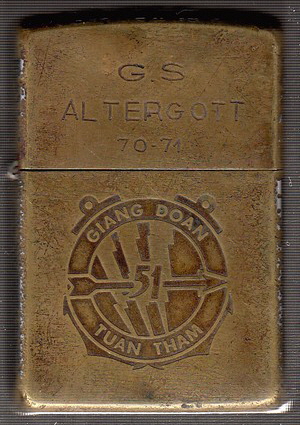 G.S
ALTERGOTT
70-71
GIANG DOAN
51
TUAN THAM